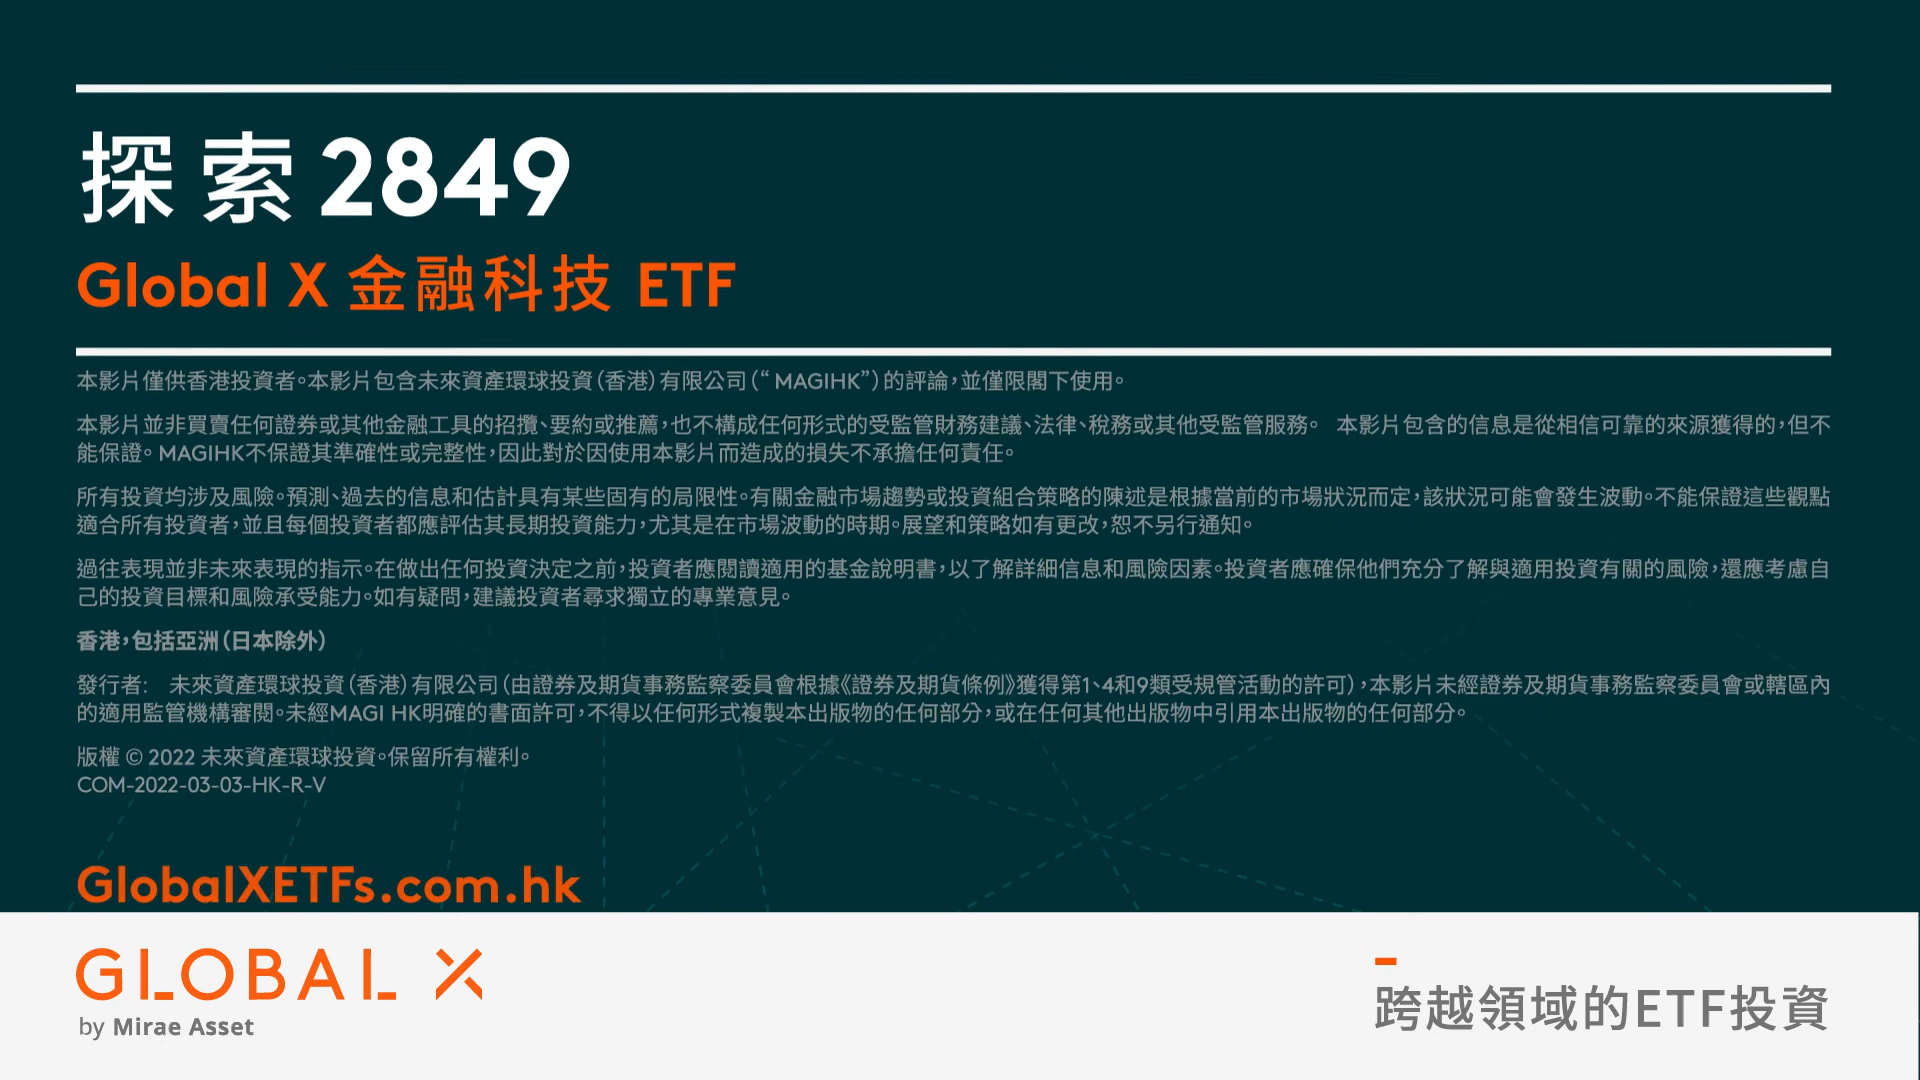 探索2849
Global X 金融科技 ETF
本影片僅供香港投資者。本影片包含未來資產環球投資（香港）有限公司（“ MAGIHK”）的評論，並僅限閣下使用。
本影片並非買賣任何證券或其他金融工具的招攬、要約或推薦，也不構成任何形式的受監管財務建議、法律、稅務或其他受監管服務。 本影片包含的信息是從相信可靠的來源獲得的，但不
能保證。MAGIHK不保證其準確性或完整性，因此對於因使用本影片而造成的損失不承擔任何責任。
所有投資均涉及風險。預測、過去的信息和估計具有某些固有的局限性。有關金融市場趨勢或投資組合策略的陳述是根據當前的市場狀況而定，該狀況可能會發生波動。不能保證這些觀點
適合所有投資者，並且每個投資者都應評估其長期投資能力，尤其是在市場波動的時期。展望和策略如有更改，恕不另行通知。
過往表現並非未來表現的指示。在做出任何投資決定之前，投資者應閱讀適用的基金說明書，以了解詳細信息和風險因素。投資者應確保他們充分了解與適用投資有關的風險，還應考慮自
己的投資目標和風險承受能力。如有疑問，建議投資者尋求獨立的專業意見。
香港，包括亞洲（日本除外）
發行者： 未來資產環球投資（香港）有限公司（由證券及期貨事務監察委員會根據《證券及期貨條例》獲得第1、4和9類受規管活動的許可），本影片未經證券及期貨事務監察委員會或轄區內
的適用監管機構審閱。未經MAGI HK明確的書面許可，不得以任何形式複製本出版物的任何部分，或在任何其他出版物中引用本出版物的任何部分。
版權 © 2022 未來資產環球投資。保留所有權利。
COM-2022-03-03-HK-R-V
GlobalXETFs.com.hk
GLOBAL X
by Mirae Asset
跨越領域的ETF投資